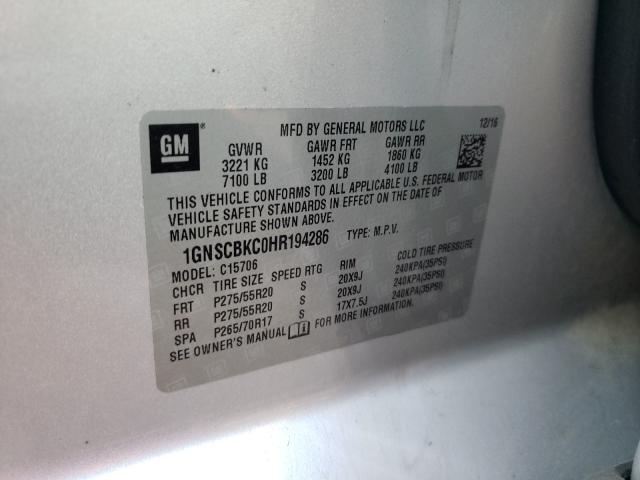 GM®
MFD BY GENERAL MOTORS LLC 12/16
GVWR GAWR FRT GAWR RR
3221 KG 1452 KG 1860 KG
7100 LB 3200 LB 4100 LB
THIS VEHICLE CONFORMS TO ALL APPLICABLE U.S. FEDERAL MOTOR
VEHICLE SAFETY STANDARDS IN EFFECT ON THE DATE OF
MANUFACTURE SHOWN ABOVE.
1GNSCBKC0HR194286 TYPE: M.P.V.
MODEL: C15706
CHCR TIRE SIZE SPEED RTG RIM COLD TIRE PRESSURE
FRT P275/55R20 S 20X9J 240KPA(35PSI)
RR P275/55R20 S 20X9J 240KPA(35PSI)
SPA P265/70R17 S 17X7.5J 240KPA(35PSI)
SEE OWNER'S MANUAL FOR MORE INFORMATION.